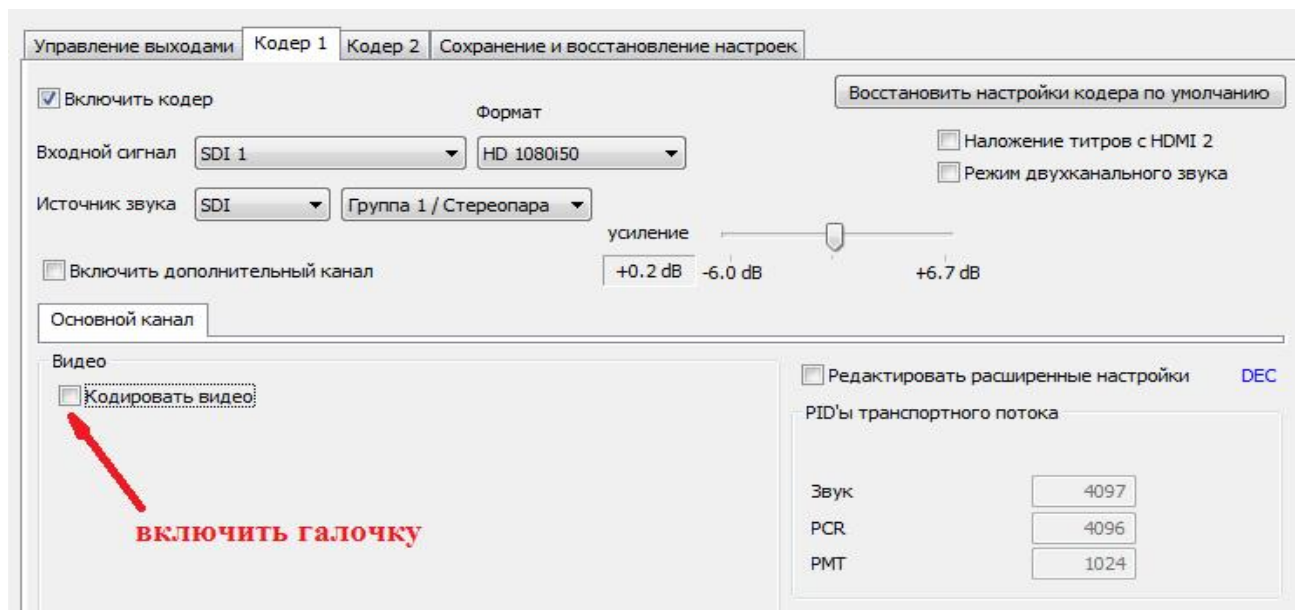 Управление выходами Кодер 1 Кодер 2 Сохранение и восстановление настроек
Включить кодер
Восстановить настройки кодера по умолчанию
Формат
Входной сигнал SDI 1 HD 1080i50
Наложение титров с HDMI 2
Режим двухканального звука
Источник звука SDI Группа 1 / Стереопара
усиление
Включить дополнительный канал
+0.2 dB -6.0 dB +6.7 dB
Основной канал
Видео
Кодировать видео
включить галочку
Редактировать расширенные настройки DEC
PID'ы транспортного потока
Звук 4097
PCR 4096
PMT 1024